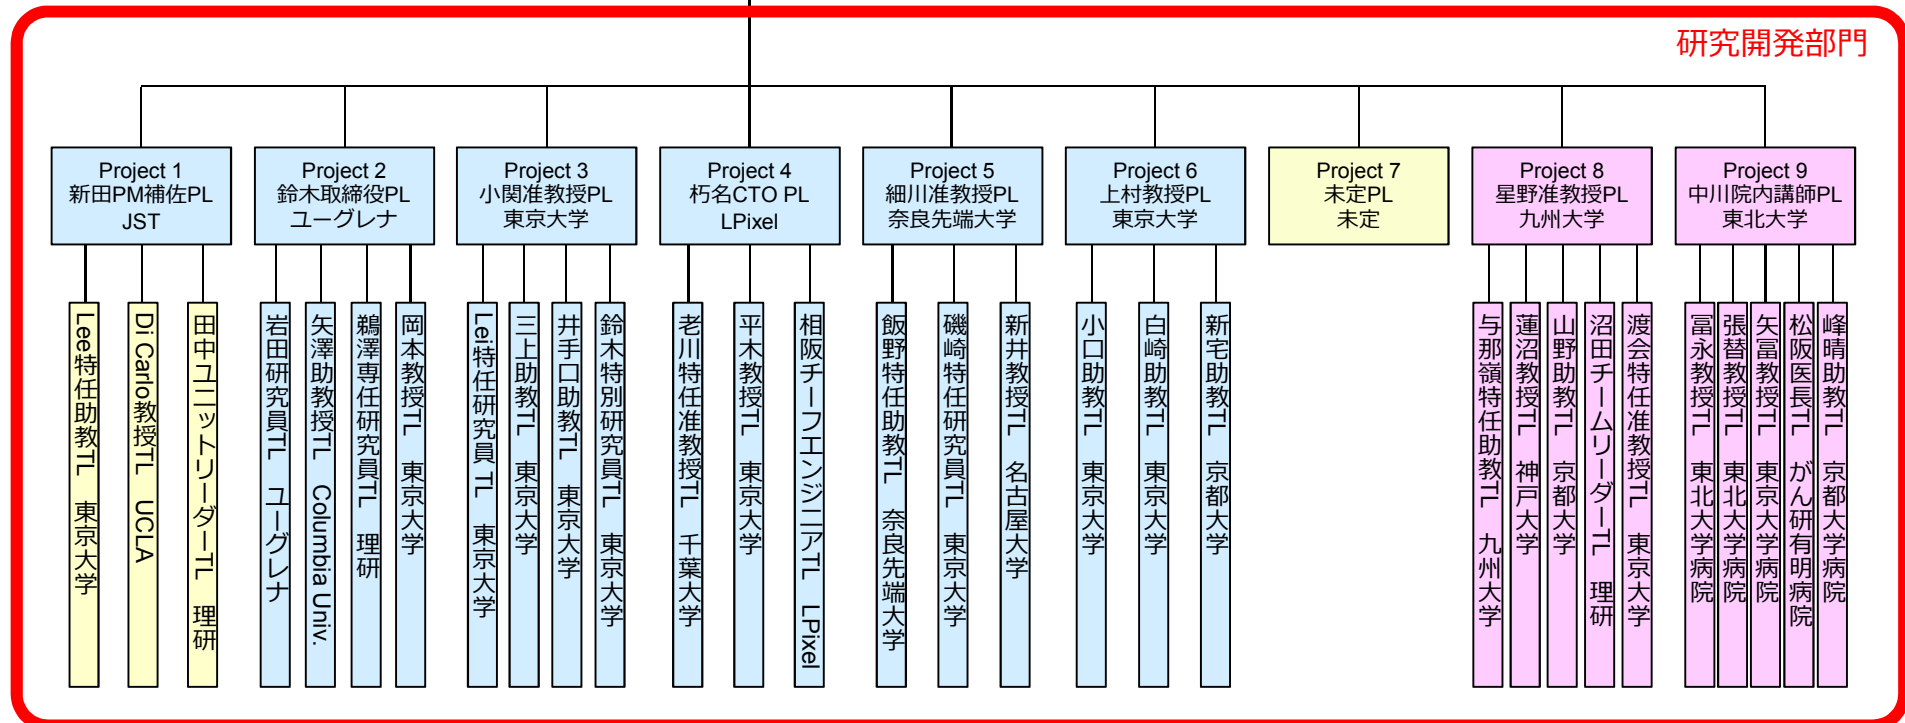 研究開発部門
Project 1
新田PM補佐PL
JST
Project 2
鈴木取締役PL
ユーグレナ
Project 3
小関准教授PL
東京大学
Project 4
朽名CTO PL
LPixel
Project 5
細川准教授PL
奈良先端大学
Project 6
上村教授PL
東京大学
Project 7
未定PL
未定
Project 8
星野准教授PL
九州大学
Project 9
中川院内講師PL
東北大学
Lee特任助教TL 東京大学
Di Carlo教授TL UCLA
田中ユニットリーダーTL 理研
岩田研究員TL ユーグレナ
矢澤助教授TL Columbia Univ.
鵜澤専任研究員TL 理研
岡本教授TL 東京大学
Lei特任研究員 TL 東京大学
三上助教TL 東京大学
井手口助教TL 東京大学
鈴木特別研究員TL 東京大学
老川特任准教授TL 千葉大学
平木教授TL 東京大学
相阪チーフエンジニアTL LPixel
飯野特任助教TL 奈良先端大学
磯崎特任研究員TL 東京大学
新井教授TL 名古屋大学
小口助教TL 東京大学
白崎助教TL 東京大学
新宅助教TL 京都大学
与那嶺特任助教TL 九州大学
蓮沼教授TL 神戸大学
山野助教TL 京都大学
沼田チームリーダーTL 理研
渡会特任准教授TL 東京大学
冨永教授TL 東北大学病院
張替教授TL 東北大学病院
矢冨教授TL 東京大学病院
松阪医長TL がん研有明病院
峰晴助教TL 京都大学病院